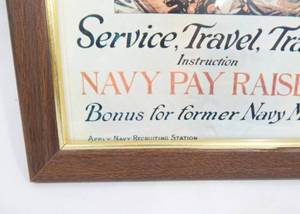 Service, Travel, Tra
Instruction
NAVY PAY RAISE
Bonus for former Navy M
APPLY NAVY RECRUITING STATION